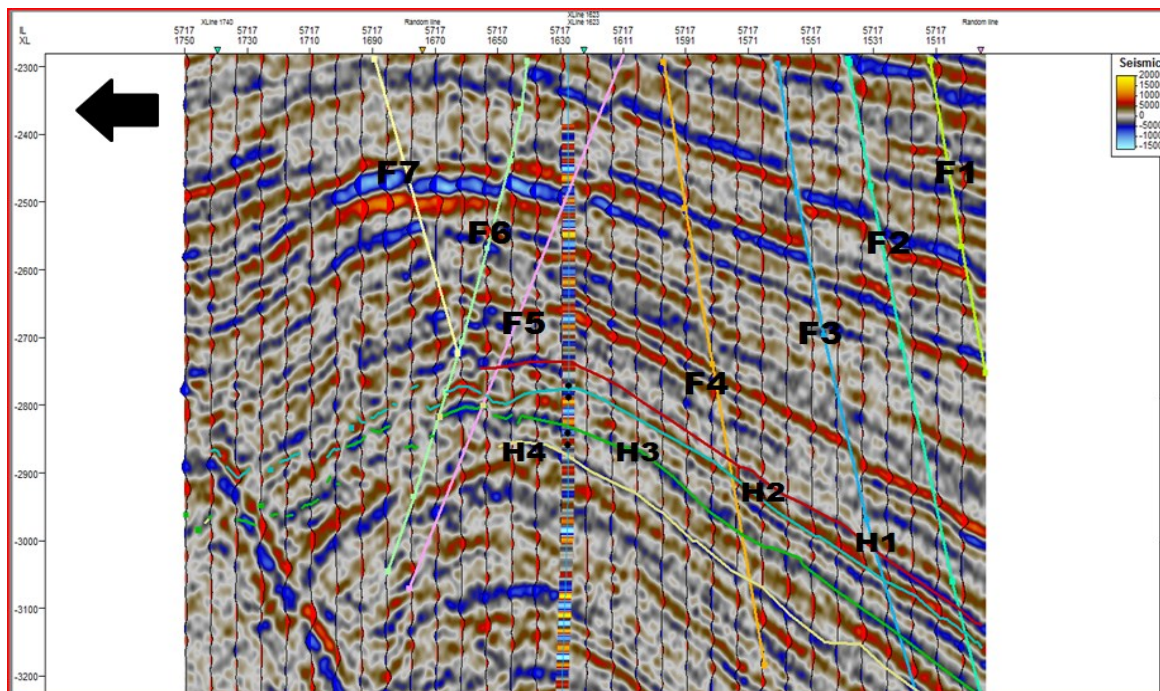 XLine 1623
XLine 1740 Random line XLine 1623 Random line
IL 5717 5717 5717 5717 5717 5717 5717 5717 5717 5717 5717 5717 5717
XL 1750 1730 1710 1690 1670 1650 1630 1611 1591 1571 1551 1531 1511
-2300
Seismic
2000
15000
10000
5000
0
-5000
-1000
-1500
-2400
F7 F1
-2500
F6 F2
-2600
F5 F3
-2700
F4
-2800
H4 H3
-2900
H2
-3000
H1
-3100
-3200